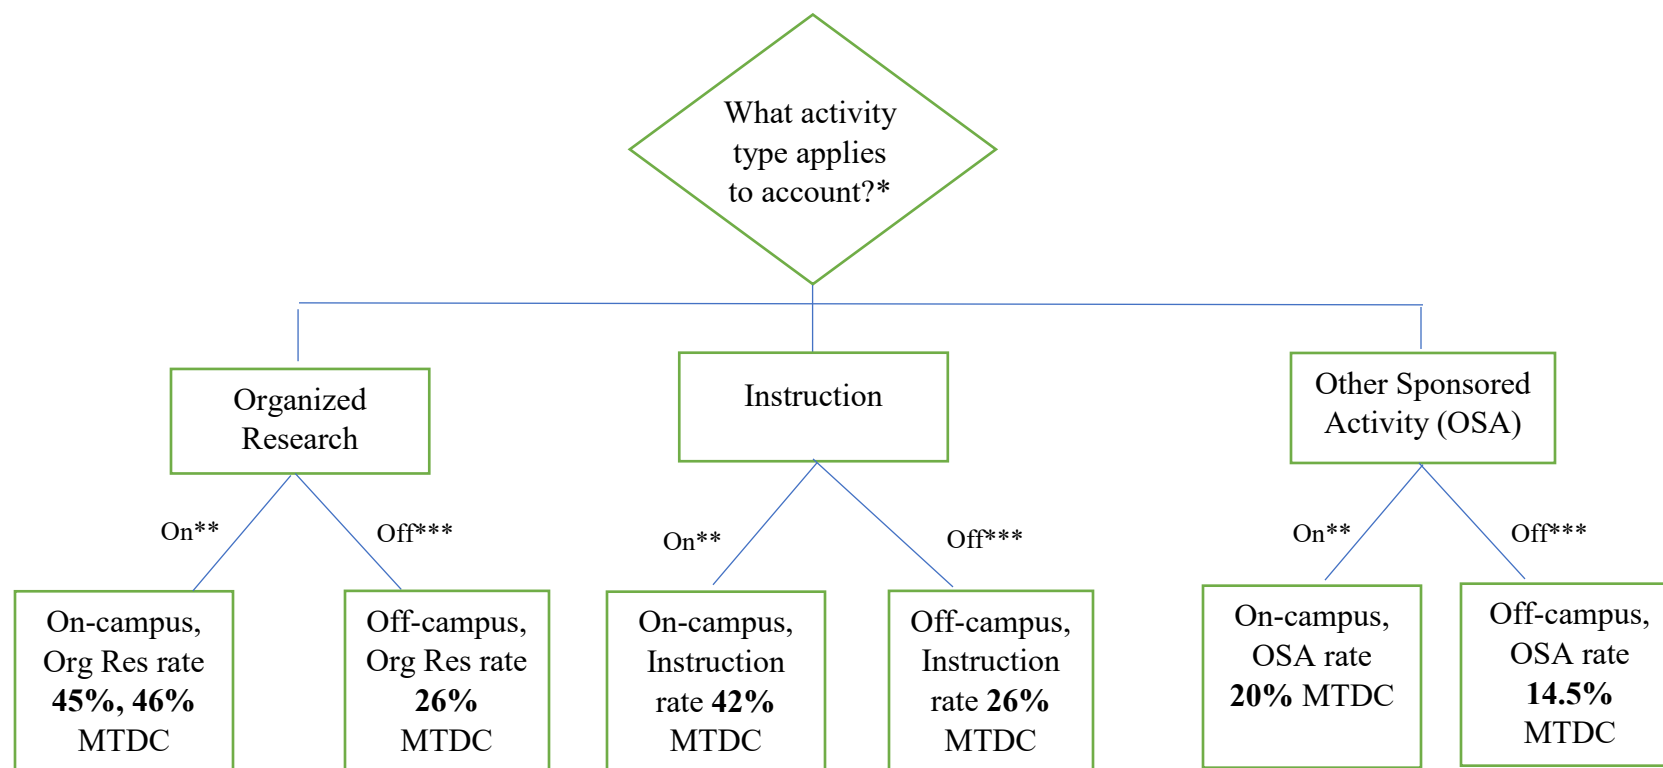 What activity
type applies
to account?*
Organized
Research
Instruction
Other Sponsored
Activity (OSA)
On**
Off***
On**
Off***
On**
Off***
On-campus,
Org Res rate
45%, 46%
MTDC
Off-campus,
Org Res rate
26%
MTDC
On-campus,
Instruction
rate 42%
MTDC
Off-campus,
Instruction
rate 26%
MTDC
On-campus,
OSA rate
20% MTDC
Off-campus,
OSA rate
14.5%
MTDC